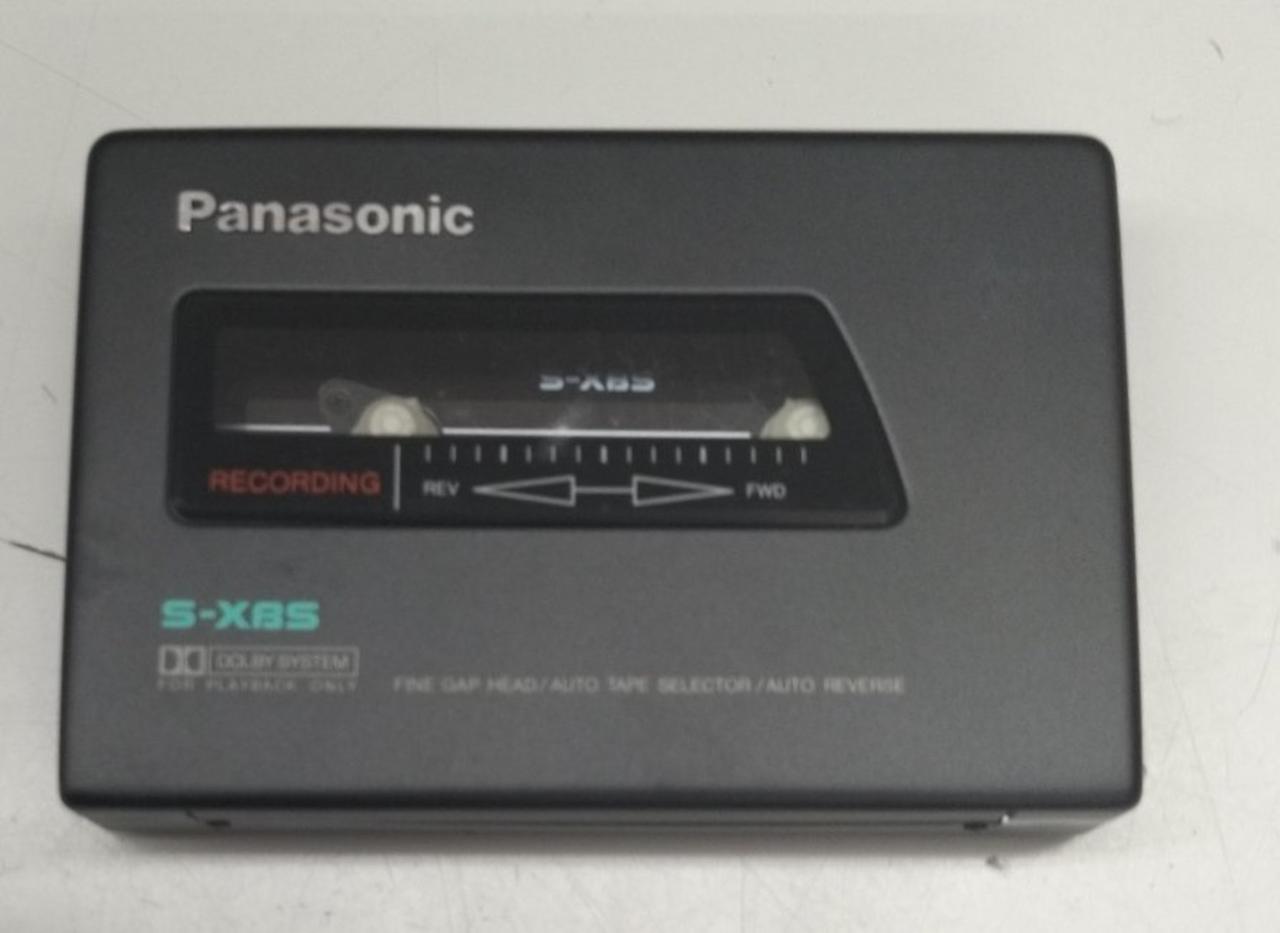 Panasonic
S-XBS
RECORDING
REV
FWD
S-XBS
DOLBY SYSTEM
FOR PLAYBACK ONLY
FINE GAP HEAD/AUTO TAPE SELECTOR/AUTO REVERSE